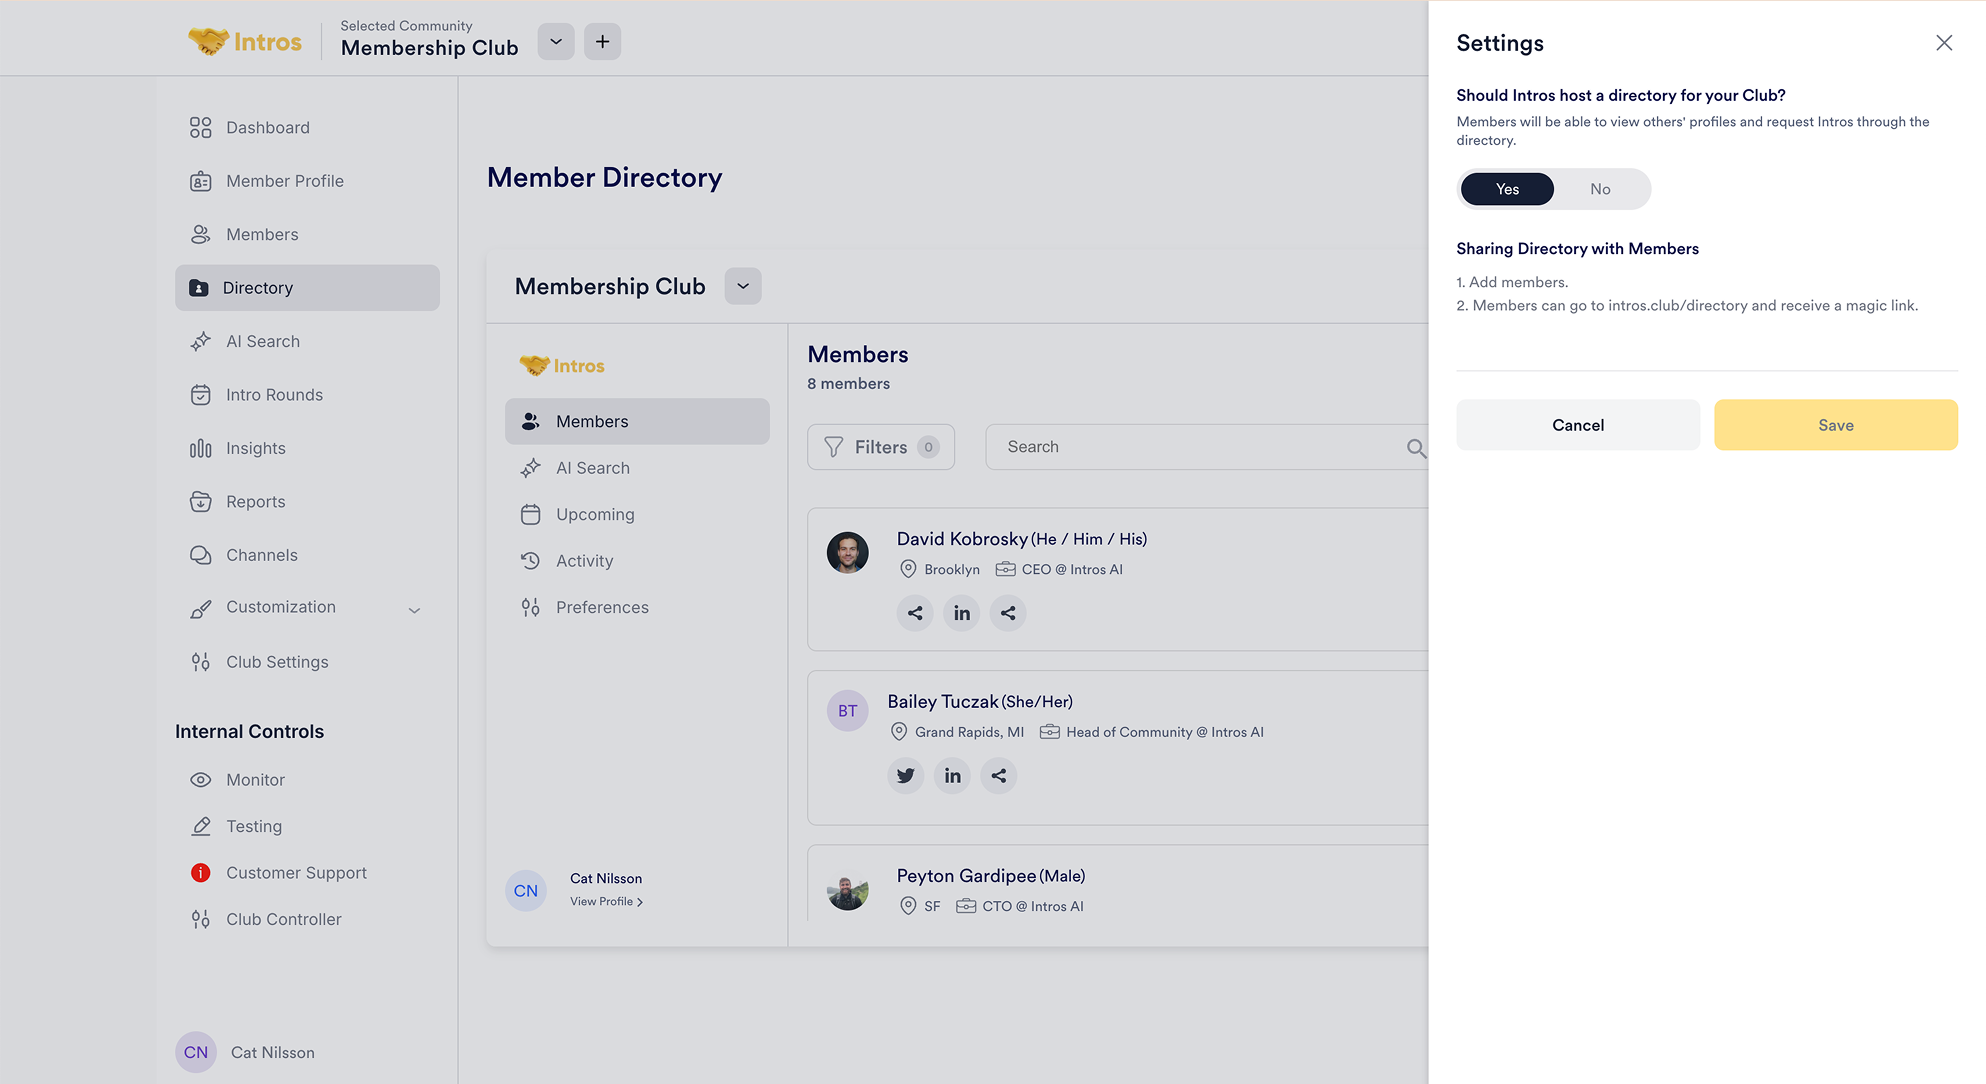 Intros
Selected Community
Membership Club
Dashboard
Member Profile
Members
Directory
AI Search
Intro Rounds
Insights
Reports
Channels
Customization
Club Settings
Internal Controls
Monitor
Testing
Customer Support
Club Controller
CN
Cat Nilsson
Member Directory
Membership Club
Intros
Members
AI Search
Upcoming
Activity
Preferences
CN
Cat Nilsson
View Profile
Members
8 members
Filters 0
Search
David Kobrosky (He / Him / His)
Brooklyn CEO @ Intros AI
in
BT
Bailey Tuczak (She/Her)
Grand Rapids, MI Head of Community @ Intros AI
in
Peyton Gardipee (Male)
SF CTO @ Intros AI
Settings
Should Intros host a directory for your Club?
Members will be able to view others' profiles and request Intros through the
directory.
Yes No
Sharing Directory with Members
1. Add members.
2. Members can go to intros.club/directory and receive a magic link.
Cancel Save